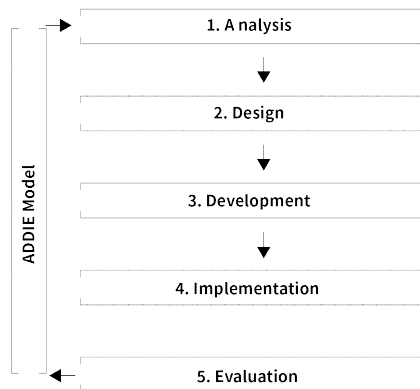 1. A nalysis
2. Design
3. Development
4. Implementation
5. Evaluation
ADDIE Model